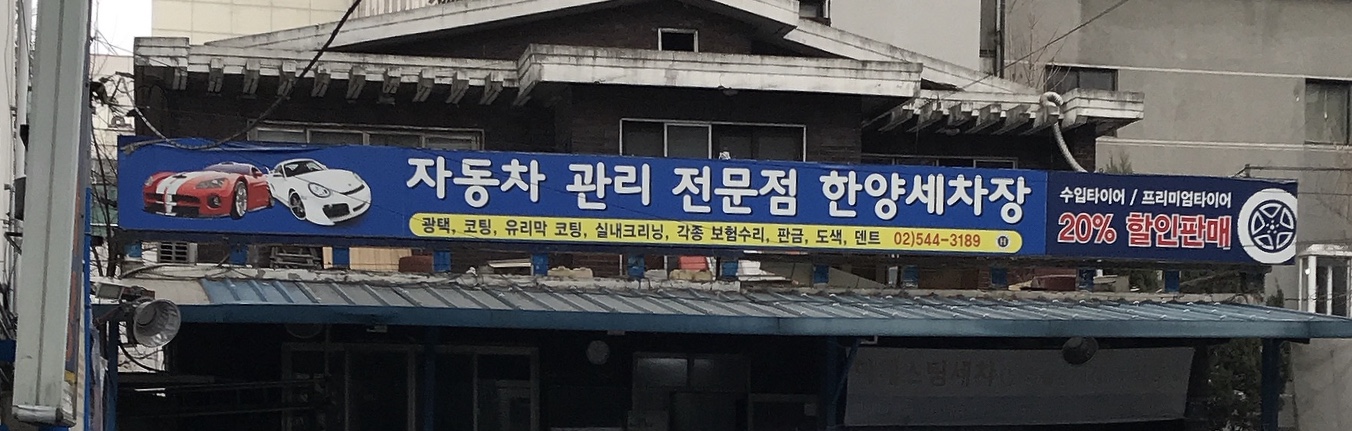 자동차 관리 전문점 한양세차장
광택, 코팅, 유리막 코팅, 실내크리닝, 각종 보험수리, 판금, 도색, 덴트 02)544-3189
수입타이어 / 프리미엄타이어
20% 할인판매